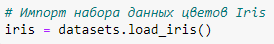 # Импорт набора данных цветов Iris
iris = datasets.load_iris()